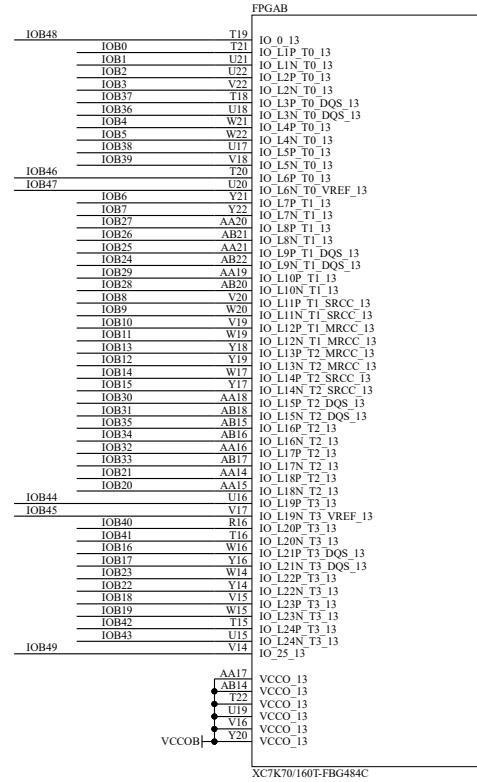 FPGAB
IOB48 T19 IO_0_13
IOB0 T21 IO_L1P_T0_13
IOB1 U21 IO_L1N_T0_13
IOB2 U22 IO_L2P_T0_13
IOB3 V22 IO_L2N_T0_13
IOB37 T18 IO_L3P_T0_DQS_13
IOB36 U18 IO_L3N_T0_DQS_13
IOB4 W21 IO_L4P_T0_13
IOB5 W22 IO_L4N_T0_13
IOB38 U17 IO_L5P_T0_13
IOB39 V18 IO_L5N_T0_13
IOB46 T20 IO_L6P_T0_13
IOB47 U20 IO_L6N_T0_VREF_13
IOB6 Y21 IO_L7P_T1_13
IOB7 Y22 IO_L7N_T1_13
IOB27 AA20 IO_L8P_T1_13
IOB26 AB21 IO_L8N_T1_13
IOB25 AA21 IO_L9P_T1_DQS_13
IOB24 AB22 IO_L9N_T1_DQS_13
IOB29 AA19 IO_L10P_T1_13
IOB28 AB20 IO_L10N_T1_13
IOB8 V20 IO_L11P_T1_SRCC_13
IOB9 W20 IO_L11N_T1_SRCC_13
IOB10 V19 IO_L12P_T1_MRCC_13
IOB11 W19 IO_L12N_T1_MRCC_13
IOB13 Y18 IO_L13P_T2_MRCC_13
IOB12 Y19 IO_L13N_T2_MRCC_13
IOB14 W17 IO_L14P_T2_SRCC_13
IOB15 Y17 IO_L14N_T2_SRCC_13
IOB30 AA18 IO_L15P_T2_DQS_13
IOB31 AB18 IO_L15N_T2_DQS_13
IOB35 AB15 IO_L16P_T2_13
IOB34 AB16 IO_L16N_T2_13
IOB32 AA16 IO_L17P_T2_13
IOB33 AB17 IO_L17N_T2_13
IOB21 AA14 IO_L18P_T2_13
IOB20 AA15 IO_L18N_T2_13
IOB44 U16 IO_L19P_T3_13
IOB45 V17 IO_L19N_T3_VREF_13
IOB40 R16 IO_L20P_T3_13
IOB41 T16 IO_L20N_T3_13
IOB16 W16 IO_L21P_T3_DQS_13
IOB17 Y16 IO_L21N_T3_DQS_13
IOB23 W14 IO_L22P_T3_13
IOB22 Y14 IO_L22N_T3_13
IOB18 V15 IO_L23P_T3_13
IOB19 W15 IO_L23N_T3_13
IOB42 T15 IO_L24P_T3_13
IOB43 U15 IO_L24N_T3_13
IOB49 V14 IO_25_13
AA17 VCCO_13
AB14 VCCO_13
T22 VCCO_13
U19 VCCO_13
V16 VCCO_13
VCCOB Y20 VCCO_13
XC7K70/160T-FBG484C